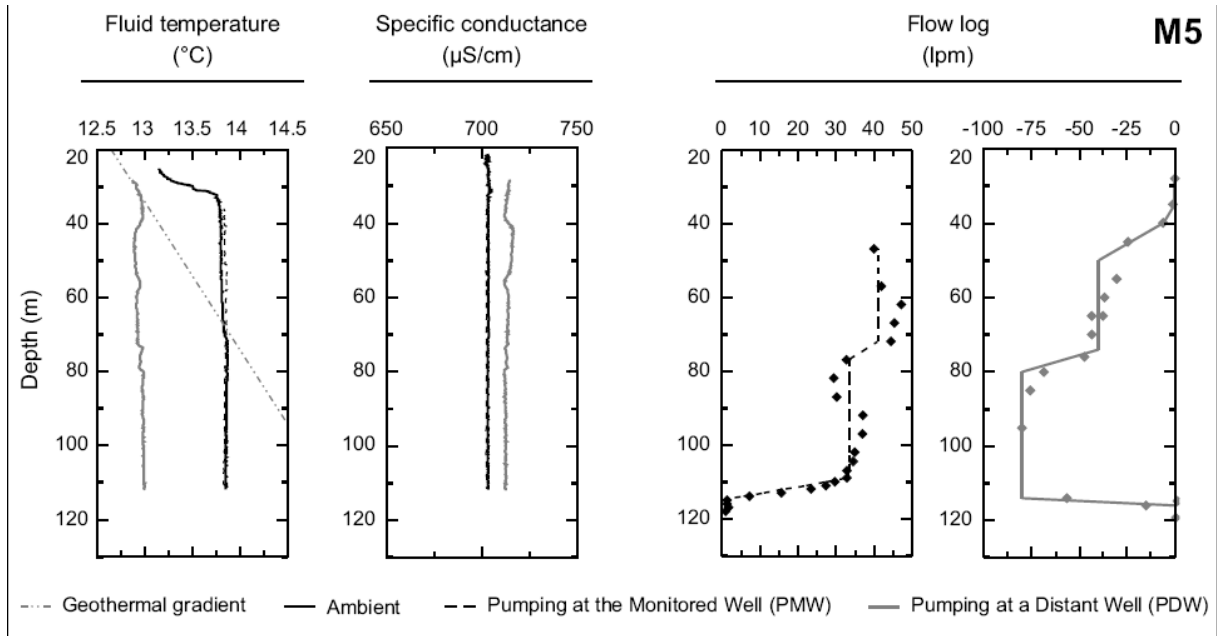 Fluid temperature
(°C)
Specific conductance
(µS/cm)
Flow log
(lpm)
M5
12.5 13 13.5 14 14.5
650 700 750
0 10 20 30 40 50
-100 -75 -50 -25 0
Depth (m)
20 20 20 20
40 40 40 40
60 60 60 60
80 80 80 80
100 100 100 100
120 120 120 120
Geothermal gradient Ambient Pumping at the Monitored Well (PMW) Pumping at a Distant Well (PDW)